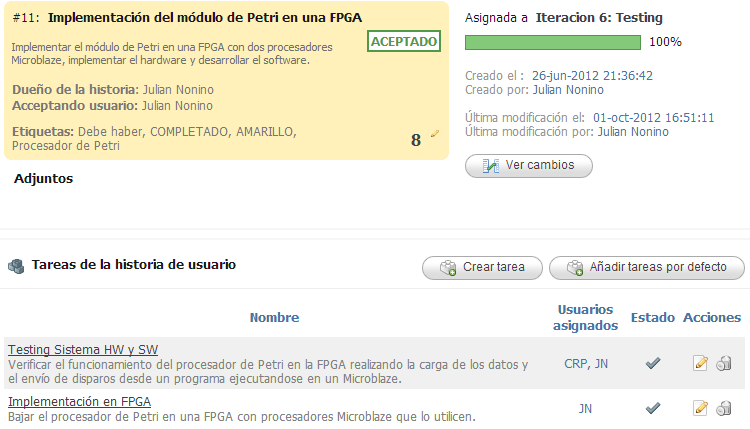 #11: Implementación del módulo de Petri en una FPGA
ACEPTADO
Implementar el módulo de Petri en una FPGA con dos procesadores
Microblaze, implementar el hardware y desarrollar el software.
Dueño de la historia: Julian Nonino
Acceptando usuario: Julian Nonino
Etiquetas: Debe haber, COMPLETADO, AMARILLO,
Procesador de Petri
8
Adjuntos
Asignada a Iteracion 6: Testing
100%
Creado el : 26-jun-2012 21:36:42
Creado por: Julian Nonino
Última modificación el: 01-oct-2012 16:51:11
Última modificación por: Julian Nonino
Ver cambios
Tareas de la historia de usuario
Crear tarea
Añadir tareas por defecto
Nombre
Usuarios
asignados
Estado
Acciones
Testing Sistema HW y SW
Verificar el funcionamiento del procesador de Petri en la FPGA realizando la carga de los datos y
el envío de disparos desde un programa ejecutandose en un Microblaze.
CRP, JN
Implementación en FPGA
Bajar el procesador de Petri en una FPGA con procesadores Microblaze que lo utilicen.
JN